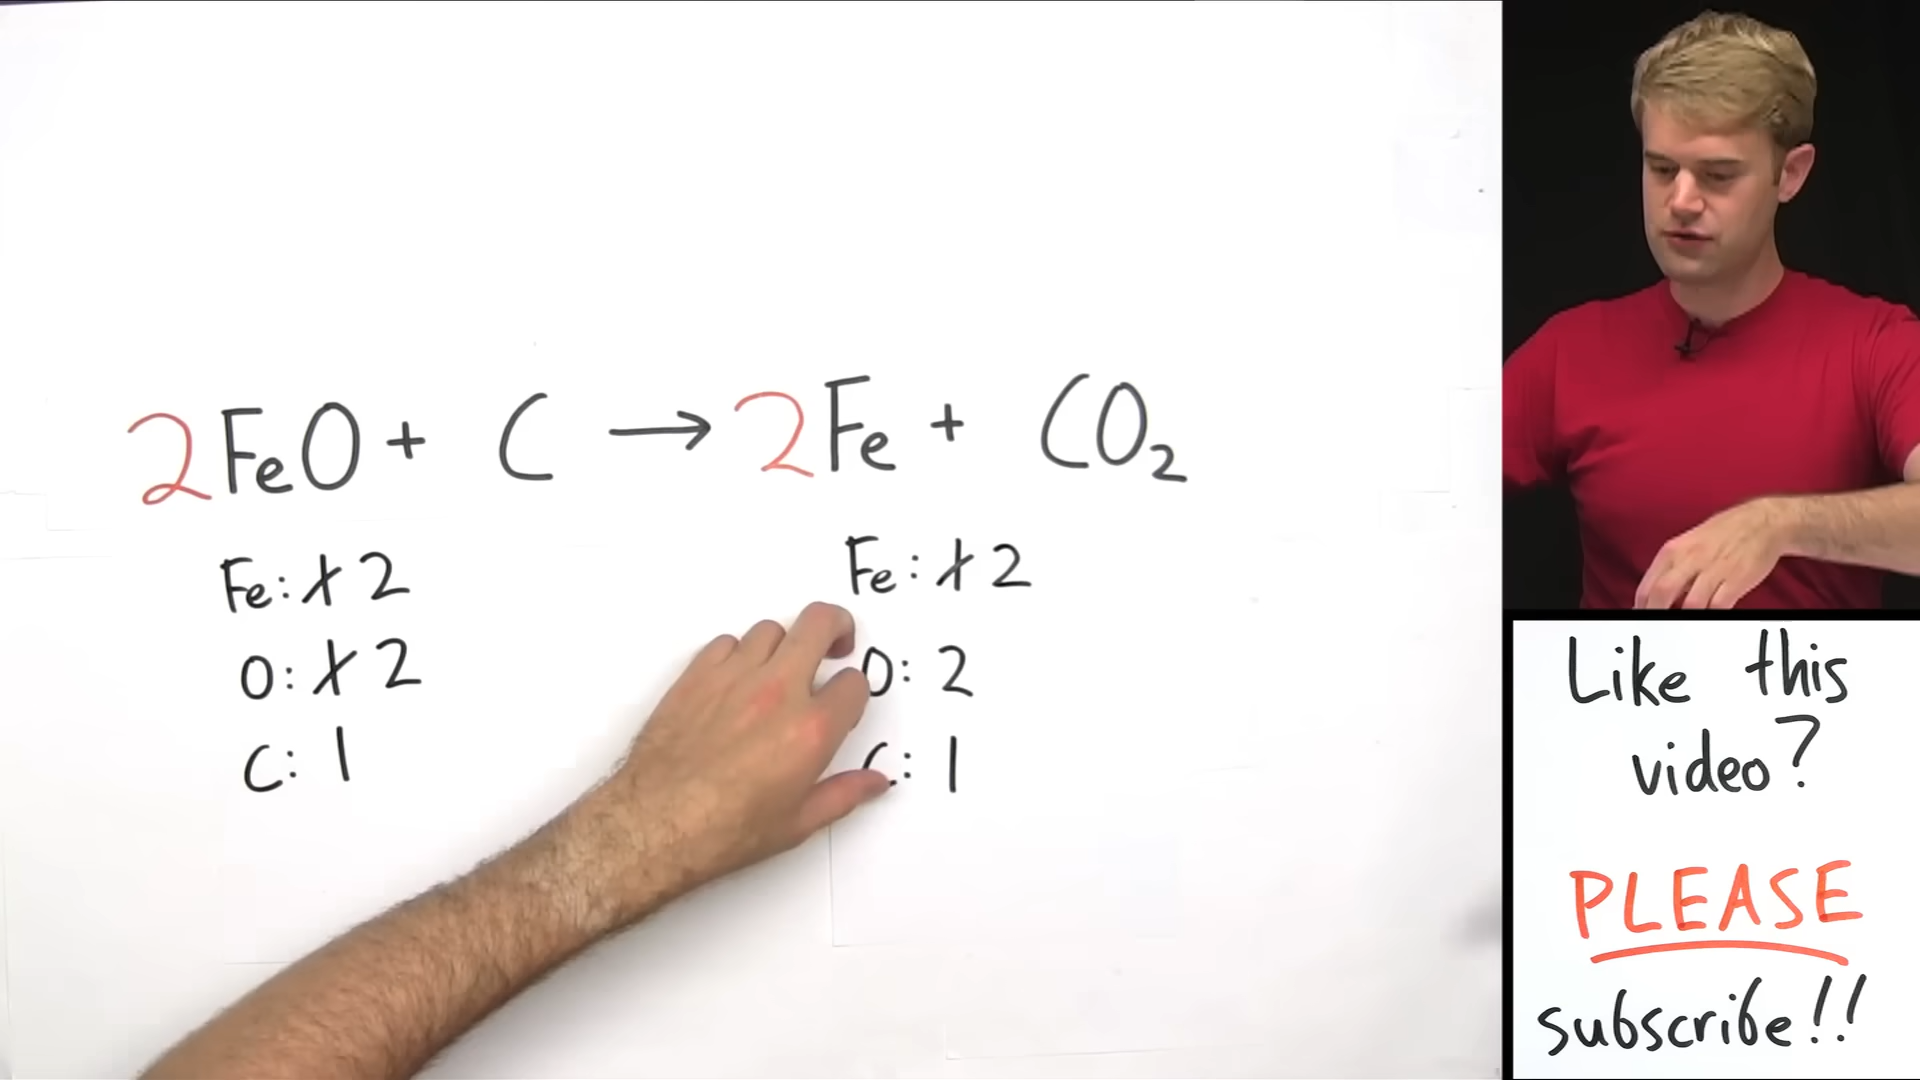 2FeO + C → 2Fe + CO₂
Fe: 1 2
O: 1 2
C: 1
Fe: 1 2
O: 2
C: 1
Like this
video?
PLEASE
subscribe!!